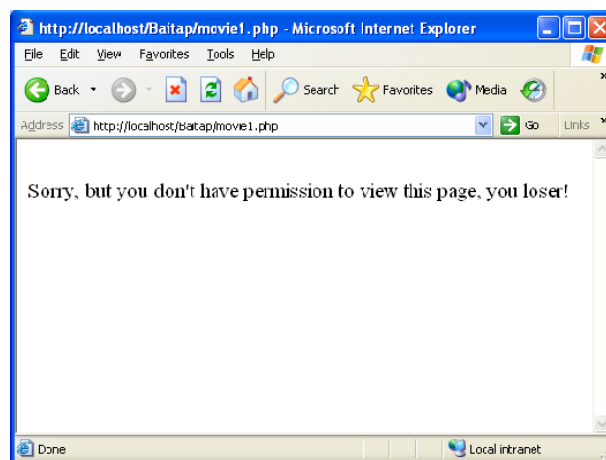 http://localhost/Baitap/movie1.php - Microsoft Internet Explorer
File Edit View Favorites Tools Help
Back Search Favorites Media »
Address http://localhost/Baitap/movie1.php Go Links »
Sorry, but you don't have permission to view this page, you loser!
Done Local intranet